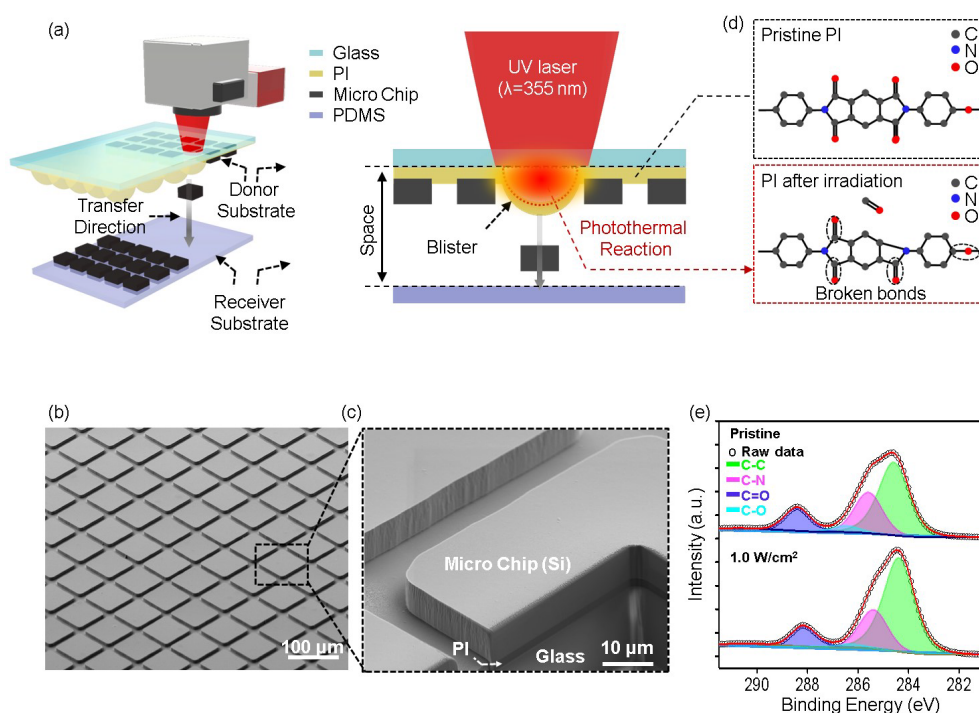 (a)
Glass
PI
Micro Chip
PDMS
Donor
Substrate
Transfer
Direction
Receiver
Substrate
UV laser
(λ=355 nm)
Space
Blister
Photothermal
Reaction
(d)
Pristine PI
C
N
O
PI after irradiation
C
N
O
Broken bonds
(b)
100 μm
(c)
Micro Chip (Si)
PI
Glass
10 μm
(e)
Pristine
o Raw data
C-C
C-N
C=O
C-O
1.0 W/cm²
Intensity (a.u.)
290 288 286 284 282
Binding Energy (eV)